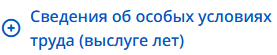 Сведения об особых условиях
труда (выслуге лет)